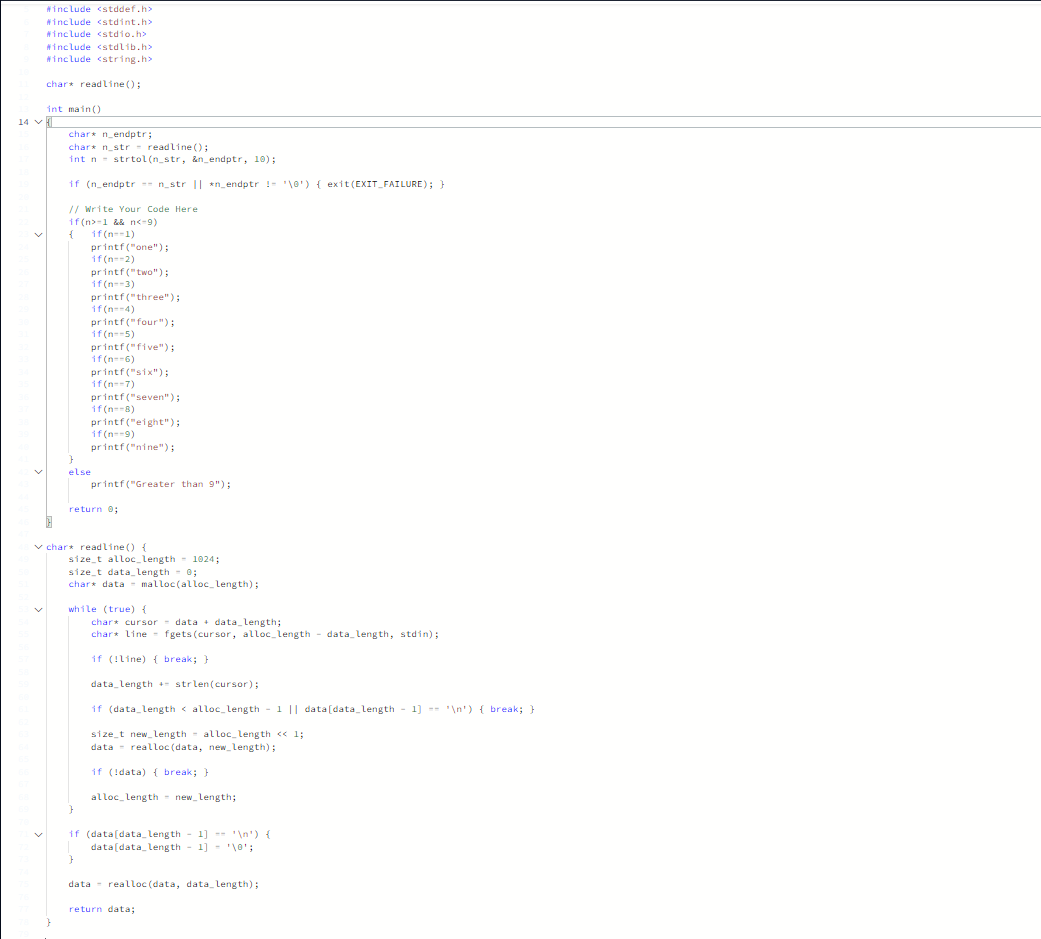 #include <stddef.h>
#include <stdint.h>
#include <stdio.h>
#include <stdlib.h>
#include <string.h>
char* readline();
int main()
14 {
char* n_endptr;
char* n_str = readline();
int n = strtol(n_str, &n_endptr, 10);
if (n_endptr == n_str || *n_endptr != '\0') { exit(EXIT_FAILURE); }
// Write Your Code Here
if(n>=1 && n<=9)
{ if(n==1)
printf("one");
if(n==2)
printf("two");
if(n==3)
printf("three");
if(n==4)
printf("four");
if(n==5)
printf("five");
if(n==6)
printf("six");
if(n==7)
printf("seven");
if(n==8)
printf("eight");
if(n==9)
printf("nine");
}
else
printf("Greater than 9");
return 0;
}
char* readline() {
size_t alloc_length = 1024;
size_t data_length = 0;
char* data = malloc(alloc_length);
while (true) {
char* cursor = data + data_length;
char* line = fgets(cursor, alloc_length - data_length, stdin);
if (!line) { break; }
data_length += strlen(cursor);
if (data_length < alloc_length - 1 || data[data_length - 1] == '\n') { break; }
size_t new_length = alloc_length << 1;
data = realloc(data, new_length);
if (!data) { break; }
alloc_length = new_length;
}
if (data[data_length - 1] == '\n') {
data[data_length - 1] = '\0';
}
data = realloc(data, data_length);
return data;
}